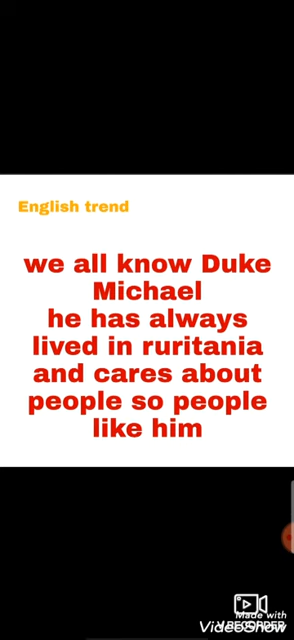 English trend
we all know Duke
Michael
he has always
lived in ruritania
and cares about
people so people
like him
Made with
V.RECORDER
VideoShow